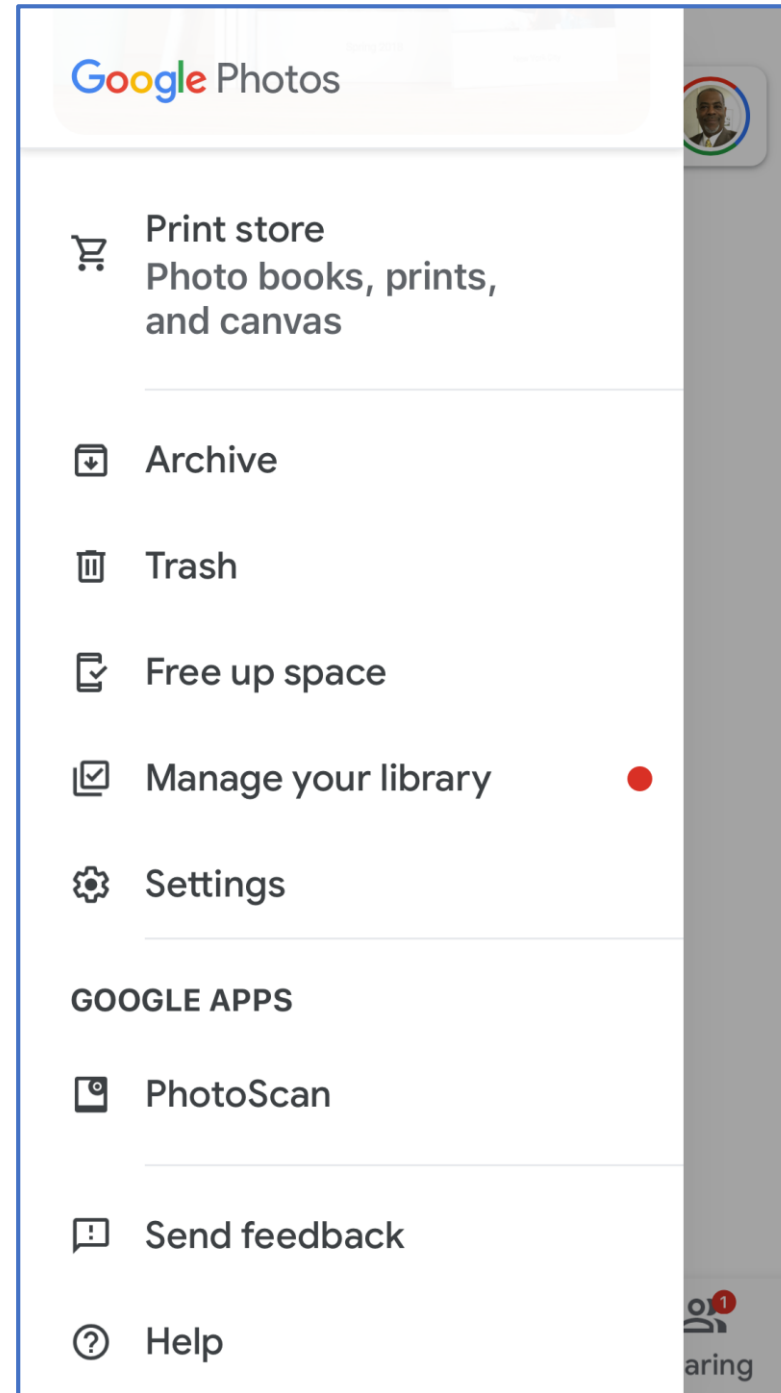 Google Photos
Print store
Photo books, prints,
and canvas
Archive
Trash
Free up space
Manage your library
Settings
GOOGLE APPS
PhotoScan
Send feedback
Help
1
aring